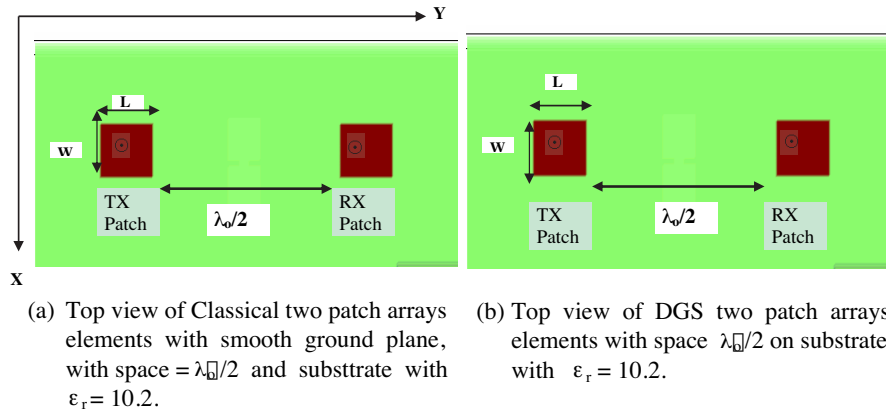 Y
L
W
TX
Patch
λo/2
RX
Patch
X
L
W
TX
Patch
λo/2
RX
Patch
(a) Top view of Classical two patch arrays
elements with smooth ground plane,
with space = λo/2 and substtrate with
εr = 10.2.
(b) Top view of DGS two patch arrays
elements with space λo/2 on substrate
with εr = 10.2.